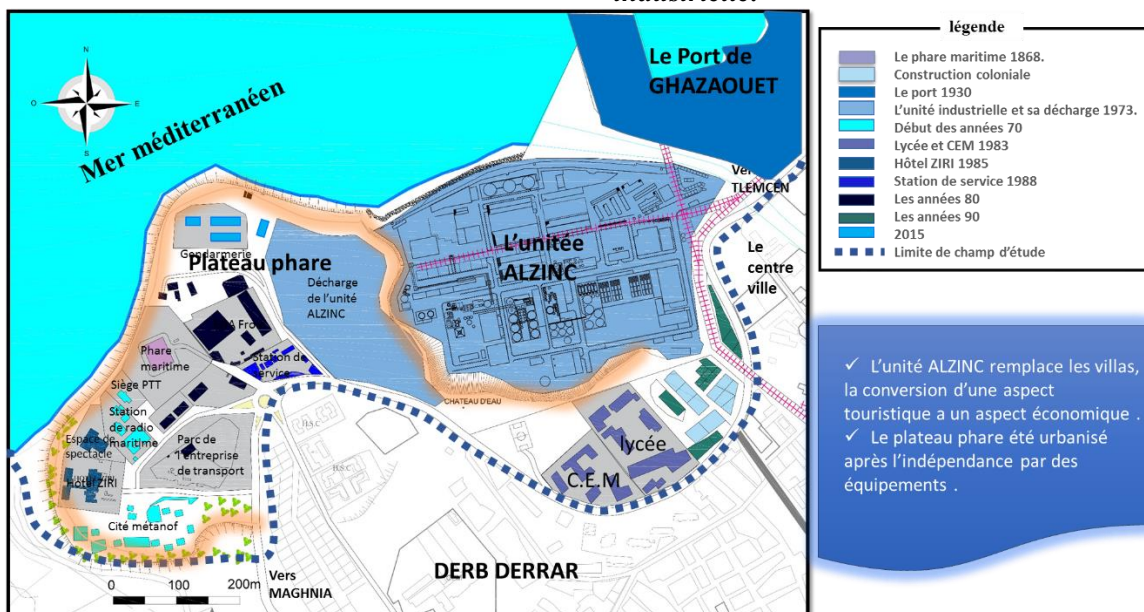 N
O
E
S
Mer méditerranéen
Le Port de
GHAZAOUET
TLEMCEN
L'unitée
ALZINC
Le
centre
ville
Gendarmerie
Plateau phare
Décharge
de l'unité
ALZINC
Phare
maritime
Station de
service
Siège PTT
Station
de radio
maritime
Espace de
spectacle
Hôtel ZIRI
Parc de
l'entreprise
de transport
CHATEAU D'EAU
H.S.C
H.S.C
lycée
C.E.M
Cité métanof
Vers
MAGHNIA
0 100 200m
DERB DERRAR
légende
Le phare maritime 1868.
Construction coloniale
Le port 1930
L'unité industrielle et sa décharge 1973.
Début des années 70
Lycée et CEM 1983
Hôtel ZIRI 1985
Station de service 1988
Les années 80
Les années 90
2015
Limite de champ d'étude
✓ L'unité ALZINC remplace les villas,
la conversion d'une aspect
touristique a un aspect économique .
✓ Le plateau phare été urbanisé
après l'indépendance par des
équipements .